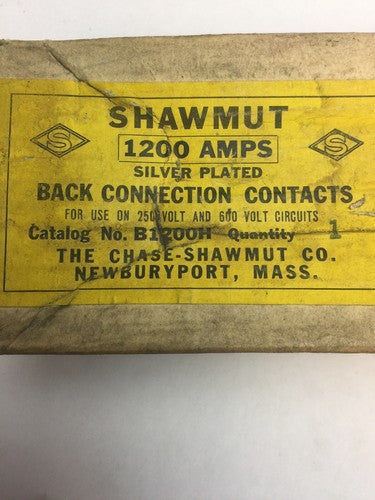 SHAWMUT
S
1200 AMPS
S
SILVER PLATED
BACK CONNECTION CONTACTS
FOR USE ON 250 VOLT AND 600 VOLT CIRCUITS
Catalog No. B1200H Quantity 1
THE CHASE-SHAWMUT CO.
NEWBURYPORT, MASS.